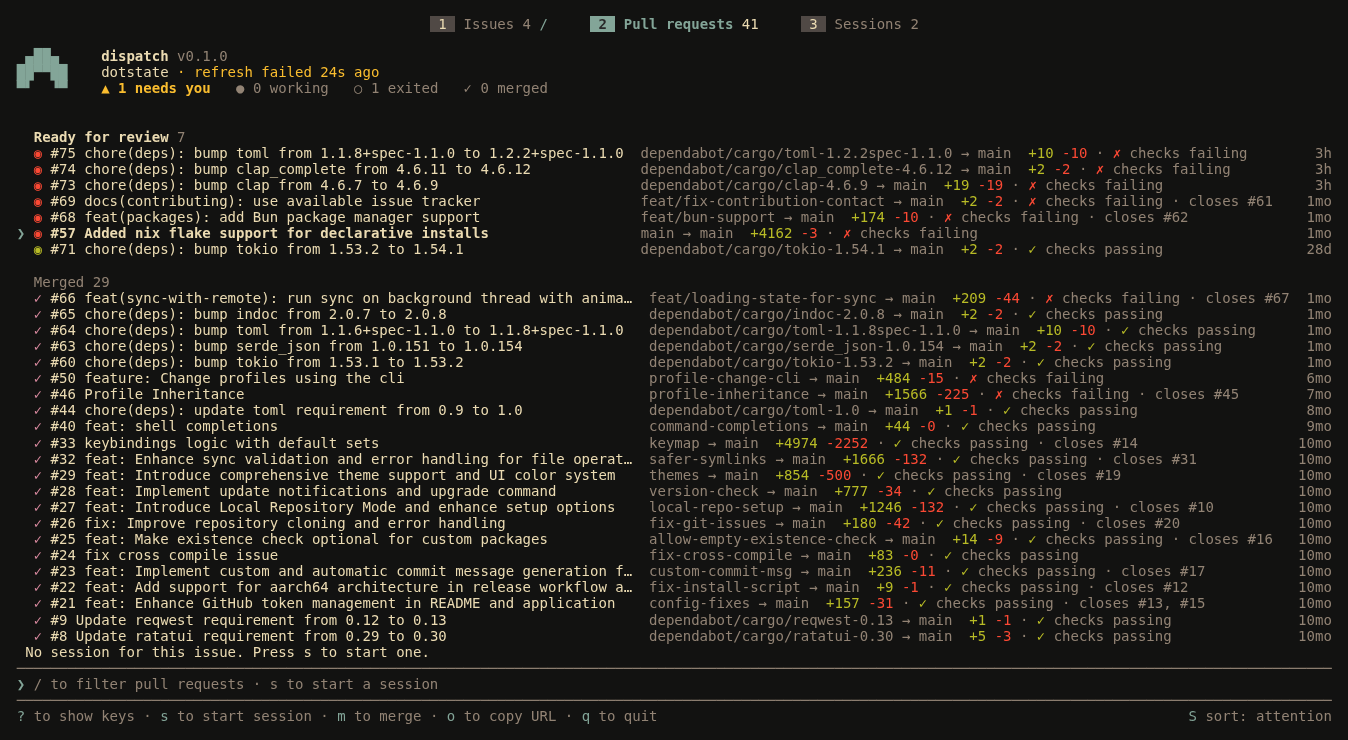 1 Issues 4 / 2 Pull requests 41 3 Sessions 2
dispatch v0.1.0
dotstate · refresh failed 24s ago
▲ 1 needs you ● 0 working ○ 1 exited ✓ 0 merged
Ready for review 7
◉ #75 chore(deps): bump toml from 1.1.8+spec-1.1.0 to 1.2.2+spec-1.1.0 dependabot/cargo/toml-1.2.2spec-1.1.0 → main +10 -10 · ✗ checks failing 3h
◉ #74 chore(deps): bump clap_complete from 4.6.11 to 4.6.12 dependabot/cargo/clap_complete-4.6.12 → main +2 -2 · ✗ checks failing 3h
◉ #73 chore(deps): bump clap from 4.6.7 to 4.6.9 dependabot/cargo/clap-4.6.9 → main +19 -19 · ✗ checks failing 3h
◉ #69 docs(contributing): use available issue tracker feat/fix-contribution-contact → main +2 -2 · ✗ checks failing · closes #61 1mo
◉ #68 feat(packages): add Bun package manager support feat/bun-support → main +174 -10 · ✗ checks failing · closes #62 1mo
❯ ◉ #57 Added nix flake support for declarative installs main → main +4162 -3 · ✗ checks failing 1mo
◉ #71 chore(deps): bump tokio from 1.53.2 to 1.54.1 dependabot/cargo/tokio-1.54.1 → main +2 -2 · ✓ checks passing 28d
Merged 29
✓ #66 feat(sync-with-remote): run sync on background thread with anima… feat/loading-state-for-sync → main +209 -44 · ✗ checks failing · closes #67 1mo
✓ #65 chore(deps): bump indoc from 2.0.7 to 2.0.8 dependabot/cargo/indoc-2.0.8 → main +2 -2 · ✓ checks passing 1mo
✓ #64 chore(deps): bump toml from 1.1.6+spec-1.1.0 to 1.1.8+spec-1.1.0 dependabot/cargo/toml-1.1.8spec-1.1.0 → main +10 -10 · ✓ checks passing 1mo
✓ #63 chore(deps): bump serde_json from 1.0.151 to 1.0.154 dependabot/cargo/serde_json-1.0.154 → main +2 -2 · ✓ checks passing 1mo
✓ #60 chore(deps): bump tokio from 1.53.1 to 1.53.2 dependabot/cargo/tokio-1.53.2 → main +2 -2 · ✓ checks passing 1mo
✓ #50 feature: Change profiles using the cli profile-change-cli → main +484 -15 · ✗ checks failing 6mo
✓ #46 Profile Inheritance profile-inheritance → main +1566 -225 · ✗ checks failing · closes #45 7mo
✓ #44 chore(deps): update toml requirement from 0.9 to 1.0 dependabot/cargo/toml-1.0 → main +1 -1 · ✓ checks passing 8mo
✓ #40 feat: shell completions command-completions → main +44 -0 · ✓ checks passing 9mo
✓ #33 keybindings logic with default sets keymap → main +4974 -2252 · ✓ checks passing · closes #14 10mo
✓ #32 feat: Enhance sync validation and error handling for file operat… safer-symlinks → main +1666 -132 · ✓ checks passing · closes #31 10mo
✓ #29 feat: Introduce comprehensive theme support and UI color system themes → main +854 -500 · ✓ checks passing · closes #19 10mo
✓ #28 feat: Implement update notifications and upgrade command version-check → main +777 -34 · ✓ checks passing 10mo
✓ #27 feat: Introduce Local Repository Mode and enhance setup options local-repo-setup → main +1246 -132 · ✓ checks passing · closes #10 10mo
✓ #26 fix: Improve repository cloning and error handling fix-git-issues → main +180 -42 · ✓ checks passing · closes #20 10mo
✓ #25 feat: Make existence check optional for custom packages allow-empty-existence-check → main +14 -9 · ✓ checks passing · closes #16 10mo
✓ #24 fix cross compile issue fix-cross-compile → main +83 -0 · ✓ checks passing 10mo
✓ #23 feat: Implement custom and automatic commit message generation f… custom-commit-msg → main +236 -11 · ✓ checks passing · closes #17 10mo
✓ #22 feat: Add support for aarch64 architecture in release workflow a… fix-install-script → main +9 -1 · ✓ checks passing · closes #12 10mo
✓ #21 feat: Enhance GitHub token management in README and application config-fixes → main +157 -31 · ✓ checks passing · closes #13, #15 10mo
✓ #9 Update reqwest requirement from 0.12 to 0.13 dependabot/cargo/reqwest-0.13 → main +1 -1 · ✓ checks passing 10mo
✓ #8 Update ratatui requirement from 0.29 to 0.30 dependabot/cargo/ratatui-0.30 → main +5 -3 · ✓ checks passing 10mo
No session for this issue. Press s to start one.
❯ / to filter pull requests · s to start a session
? to show keys · s to start session · m to merge · o to copy URL · q to quit S sort: attention